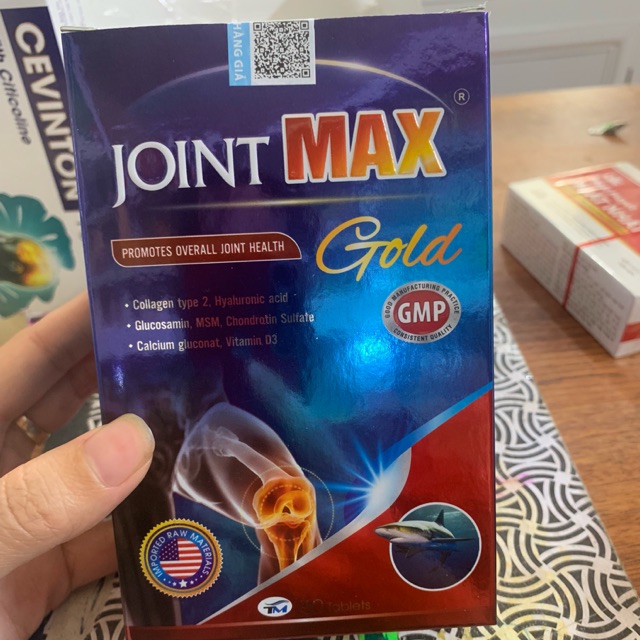 HÀNG GIẢ
CEVINTON
th Citicoline
JOINT MAX ®
Gold
PROMOTES OVERALL JOINT HEALTH
• Collagen type 2, Hyaluronic acid
• Glucosamin, MSM, Chondrotin Sulfate
• Calcium gluconat, Vitamin D3
GOOD MANUFACTURING PRACTICE
GMP
CONSISTENT QUALITY
IMPORTED RAW MATERIALS
TM
Tablets